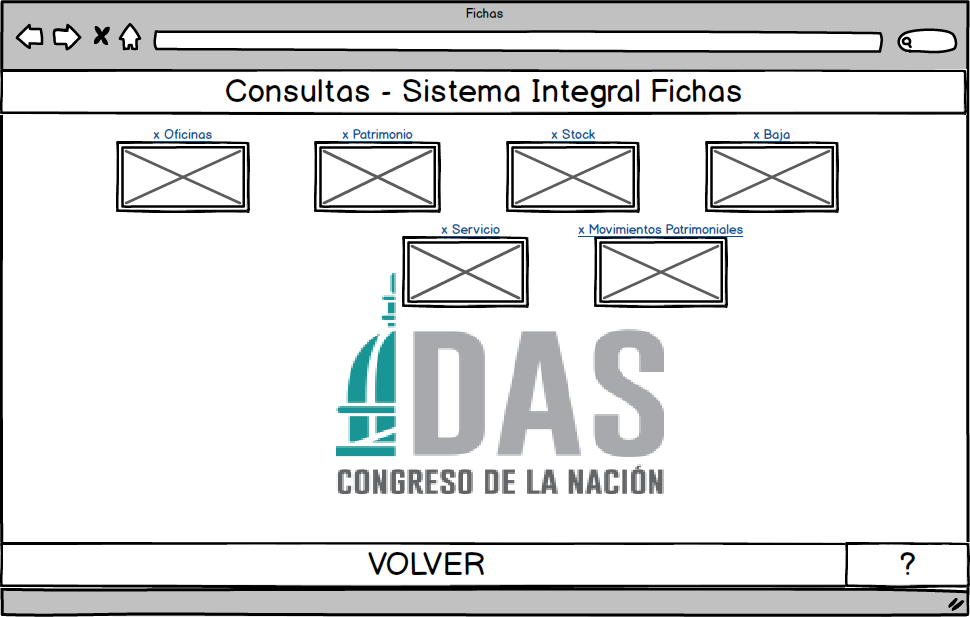 Fichas
Consultas - Sistema Integral Fichas
x Oficinas
x Patrimonio
x Stock
x Baja
x Servicio
x Movimientos Patrimoniales
DAS
CONGRESO DE LA NACIÓN
VOLVER
?